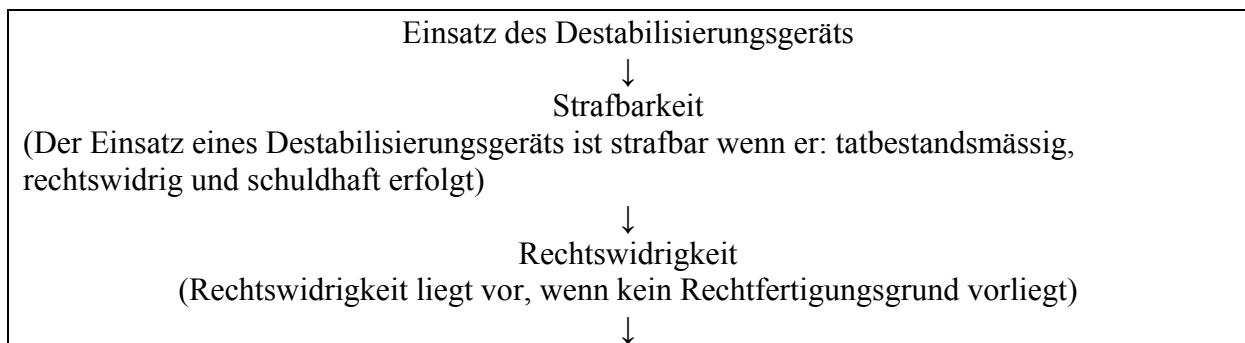 Einsatz des Destabilisierungsgeräts
↓
Strafbarkeit
(Der Einsatz eines Destabilisierungsgeräts ist strafbar wenn er: tatbestandsmässig,
rechtswidrig und schuldhaft erfolgt)
↓
Rechtswidrigkeit
(Rechtswidrigkeit liegt vor, wenn kein Rechtfertigungsgrund vorliegt)
↓